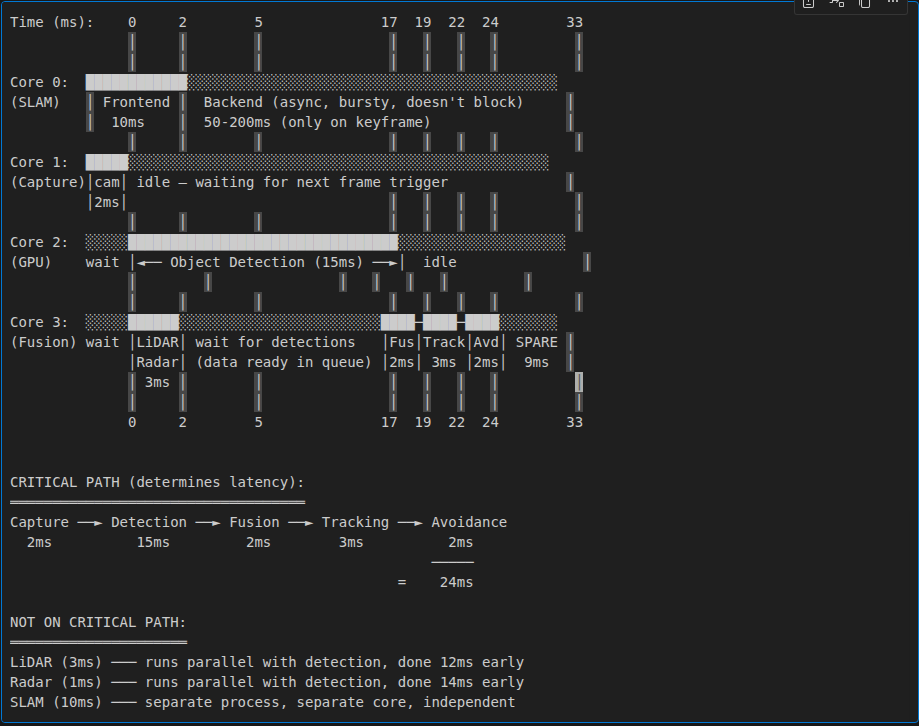 Time (ms):    0     2        5              17  19  22  24        33
Core 0:
(SLAM)   │ Frontend │  Backend (async, bursty, doesn't block)     │
         │  10ms    │  50-200ms (only on keyframe)                │
Core 1:
(Capture)│cam│ idle — waiting for next frame trigger              │
         │2ms│
Core 2:
(GPU)    wait │◄── Object Detection (15ms) ──►│  idle               │
Core 3:
(Fusion) wait │LiDAR│ wait for detections   │Fus│Track│Avd│ SPARE │
              │Radar│ (data ready in queue) │2ms│ 3ms │2ms│  9ms  │
              │ 3ms │
              0     2        5              17  19  22  24        33
CRITICAL PATH (determines latency):
═══════════════════════════════════
Capture ──► Detection ──► Fusion ──► Tracking ──► Avoidance
  2ms          15ms         2ms        3ms          2ms
                                                  ─────
                                              =    24ms
NOT ON CRITICAL PATH:
═════════════════════
LiDAR (3ms) ─── runs parallel with detection, done 12ms early
Radar (1ms) ─── runs parallel with detection, done 14ms early
SLAM (10ms) ─── separate process, separate core, independent